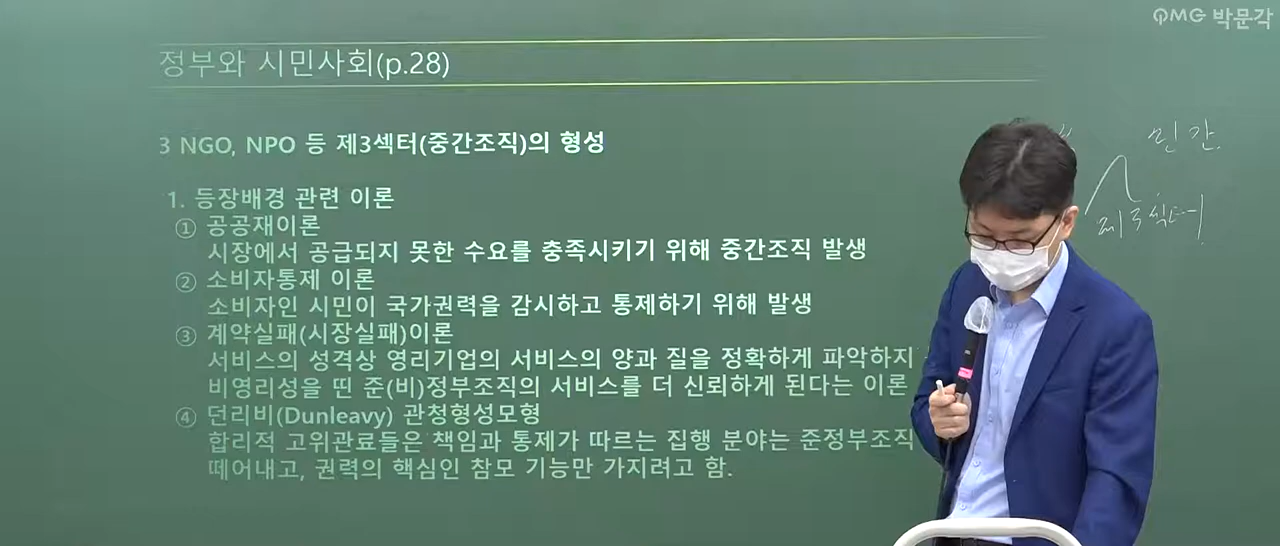 PMG 박문각
정부와 시민사회(p.28)
3 NGO, NPO 등 제3섹터(중간조직)의 형성
1. 등장배경 관련 이론
① 공공재이론
시장에서 공급되지 못한 수요를 충족시키기 위해 중간조직 발생
② 소비자통제 이론
소비자인 시민이 국가권력을 감시하고 통제하기 위해 발생
③ 계약실패(시장실패)이론
서비스의 성격상 영리기업의 서비스의 양과 질을 정확하게 파악하지
비영리성을 띤 준(비)정부조직의 서비스를 더 신뢰하게 된다는 이론
④ 던리비(Dunleavy) 관청형성모형
합리적 고위관료들은 책임과 통제가 따르는 집행 분야는 준정부조직
떼어내고, 권력의 핵심인 참모 기능만 가지려고 함.
민간
제3섹터